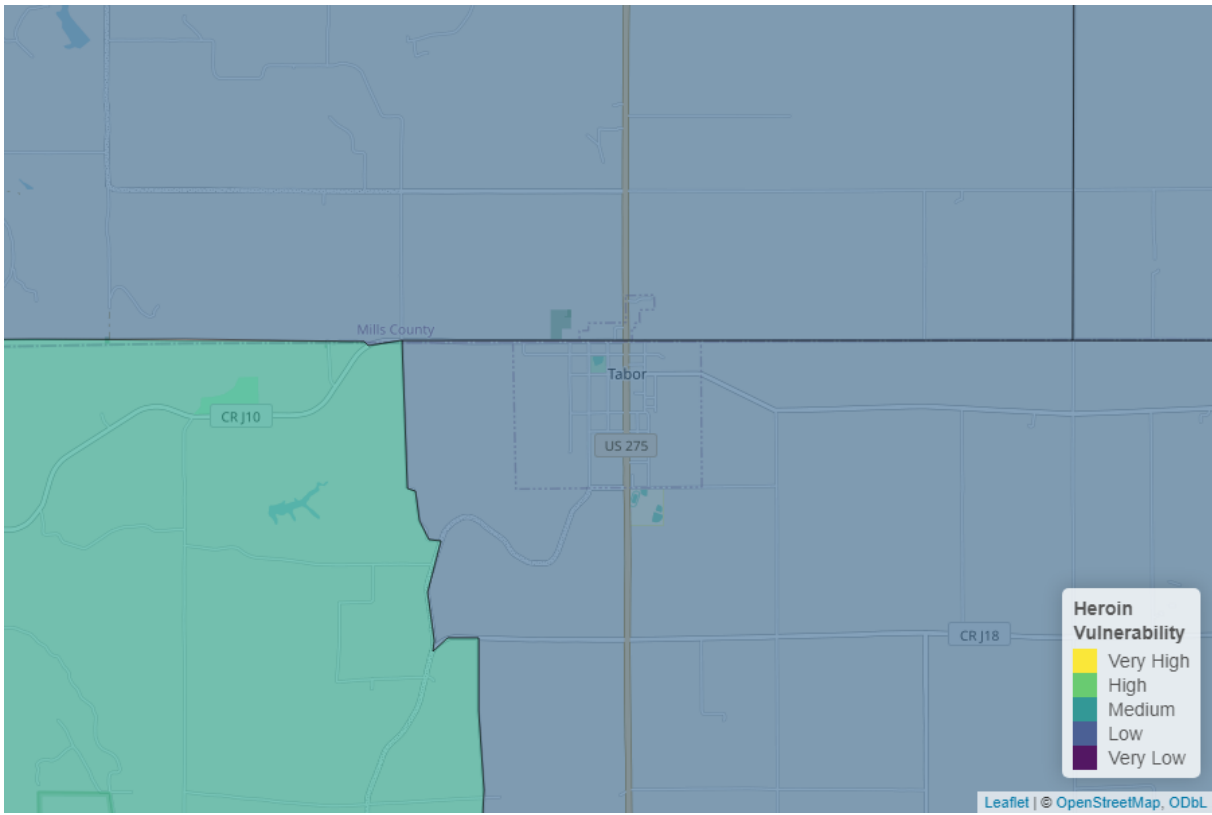 Mills County
Tabor
CR J10
US 275
CR J18
Heroin
Vulnerability
Very High
High
Medium
Low
Very Low
Leaflet | © OpenStreetMap, ODbL